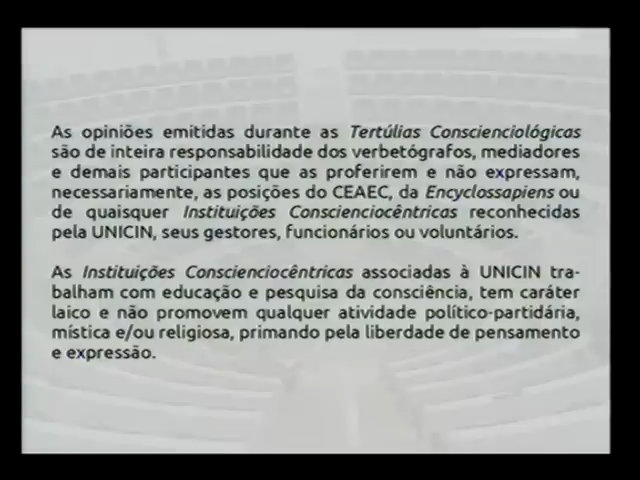 As opiniões emitidas durante as Tertúlias Conscienciológicas
são de inteira responsabilidade dos verbetógrafos, mediadores
e demais participantes que as proferirem e não expressam,
necessariamente, as posições do CEAEC, da Encyclossapiens ou
de quaisquer Instituições Conscienciocêntricas reconhecidas
pela UNICIN, seus gestores, funcionários ou voluntários.
As Instituições Conscienciocêntricas associadas à UNICIN tra-
balham com educação e pesquisa da consciência, tem caráter
laico e não promovem qualquer atividade político-partidária,
mística e/ou religiosa, primando pela liberdade de pensamento
e expressão.